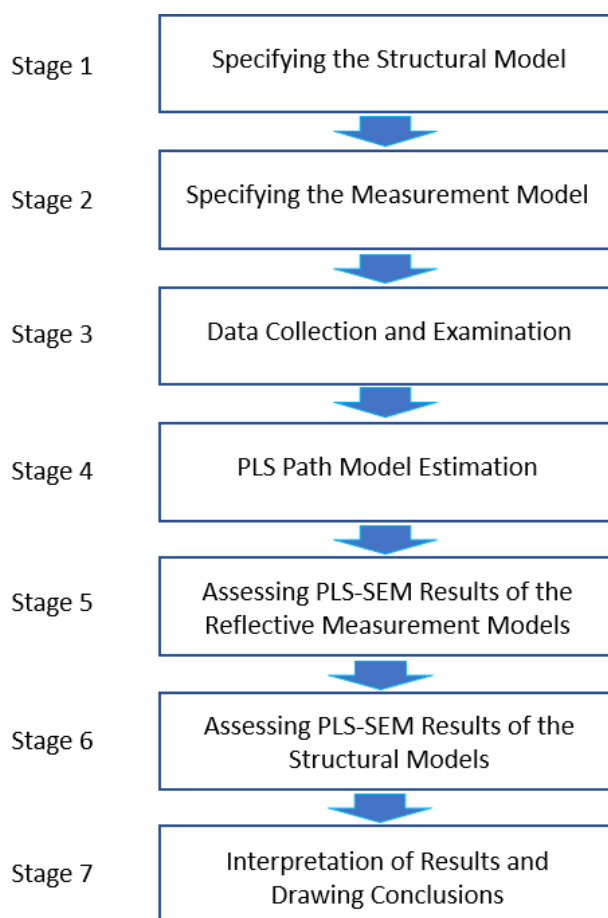 Stage 1
Specifying the Structural Model
Stage 2
Specifying the Measurement Model
Stage 3
Data Collection and Examination
Stage 4
PLS Path Model Estimation
Stage 5
Assessing PLS-SEM Results of the
Reflective Measurement Models
Stage 6
Assessing PLS-SEM Results of the
Structural Models
Stage 7
Interpretation of Results and
Drawing Conclusions